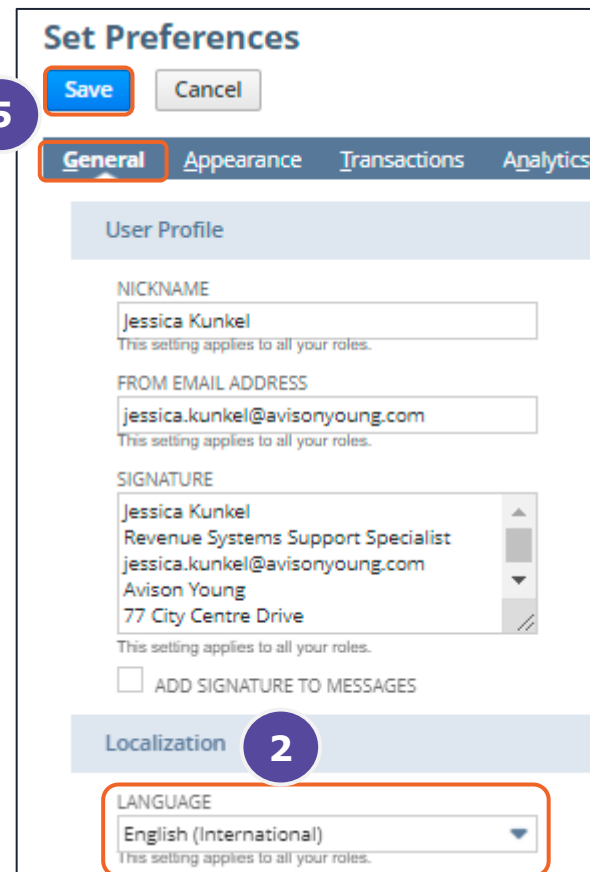 Set Preferences
Save Cancel
5
General Appearance Transactions Analytics
User Profile
NICKNAME
Jessica Kunkel
This setting applies to all your roles.
FROM EMAIL ADDRESS
jessica.kunkel@avisonyoung.com
This setting applies to all your roles.
SIGNATURE
Jessica Kunkel
Revenue Systems Support Specialist
jessica.kunkel@avisonyoung.com
Avison Young
77 City Centre Drive
This setting applies to all your roles.
ADD SIGNATURE TO MESSAGES
Localization 2
LANGUAGE
English (International)
This setting applies to all your roles.